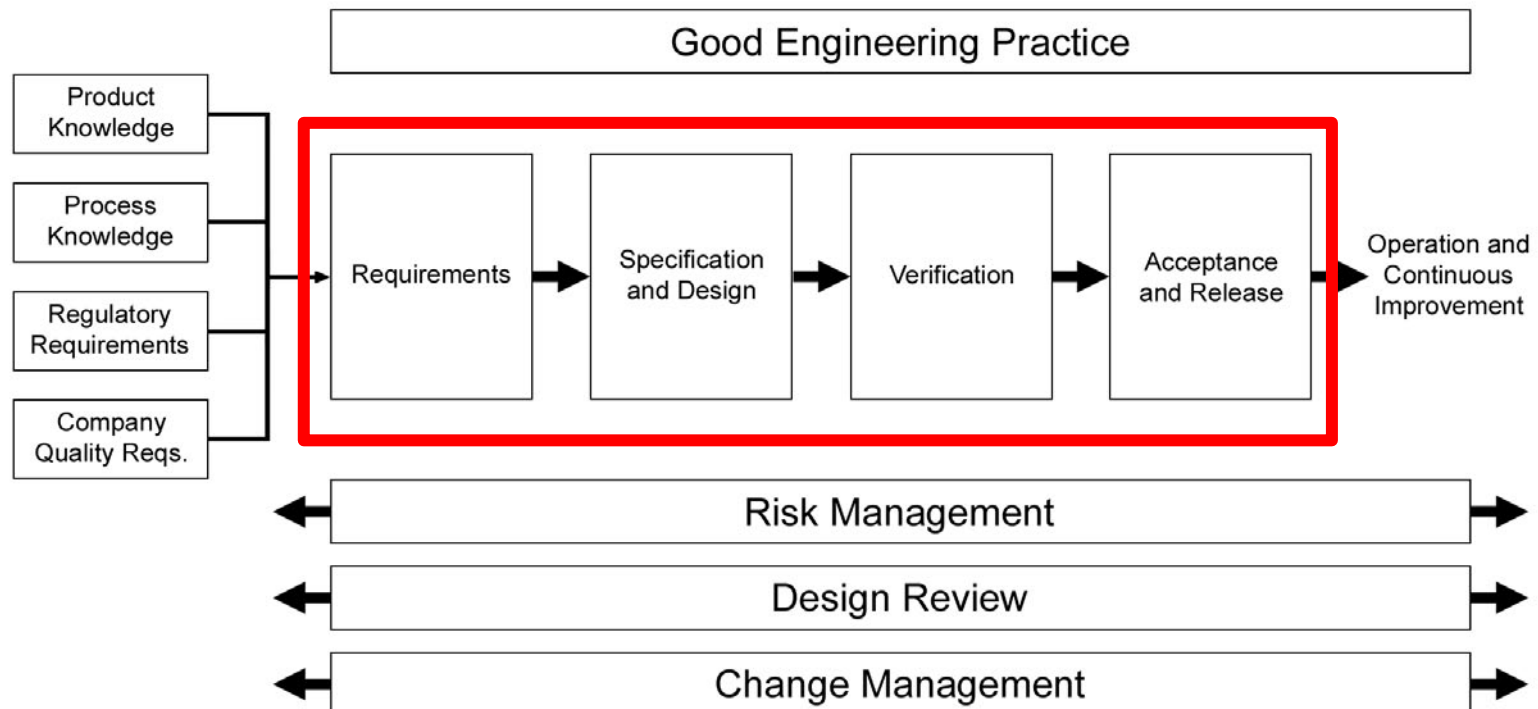 Good Engineering Practice
Product
Knowledge
Process
Knowledge
Regulatory
Requirements
Company
Quality Reqs.
Requirements
Specification
and Design
Verification
Acceptance
and Release
Operation and
Continuous
Improvement
Risk Management
Design Review
Change Management